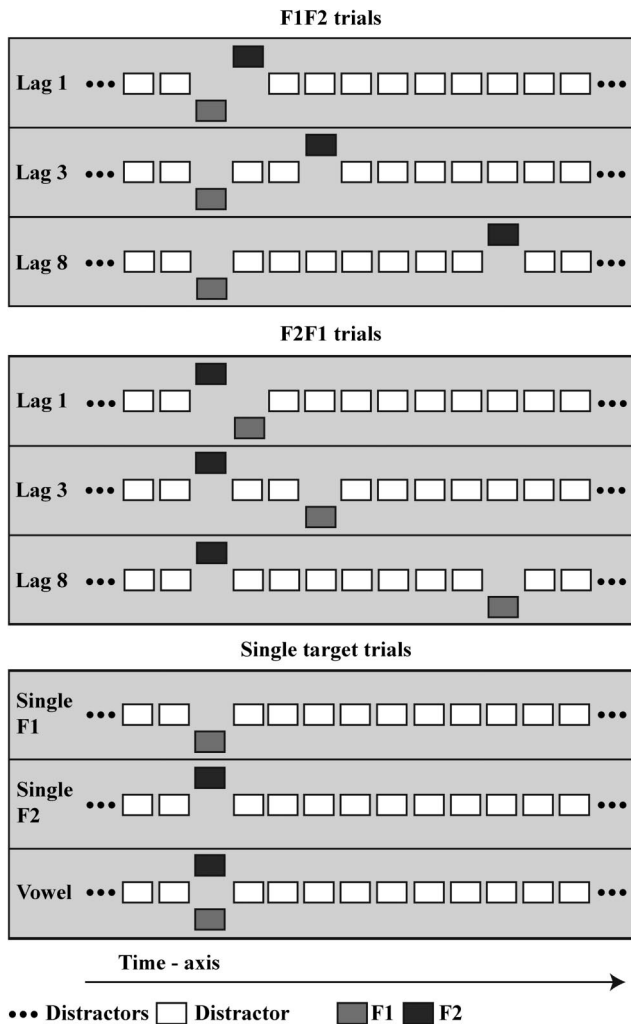 F1F2 trials
Lag 1
Lag 3
Lag 8
F2F1 trials
Lag 1
Lag 3
Lag 8
Single target trials
Single
F1
Single
F2
Vowel
Time - axis
••• Distractors Distractor F1 F2